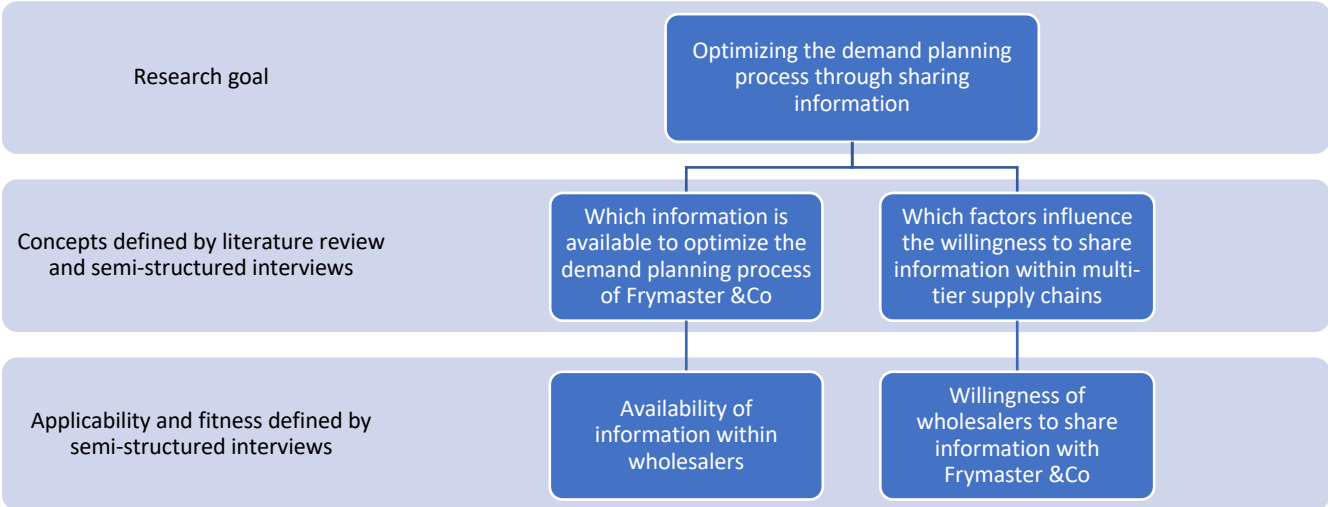 Research goal
Optimizing the demand planning
process through sharing
information
Concepts defined by literature review
and semi-structured interviews
Which information is
available to optimize the
demand planning process
of Frymaster &Co
Which factors influence
the willingness to share
information within multi-
tier supply chains
Applicability and fitness defined by
semi-structured interviews
Availability of
information within
wholesalers
Willingness of
wholesalers to share
information with
Frymaster &Co